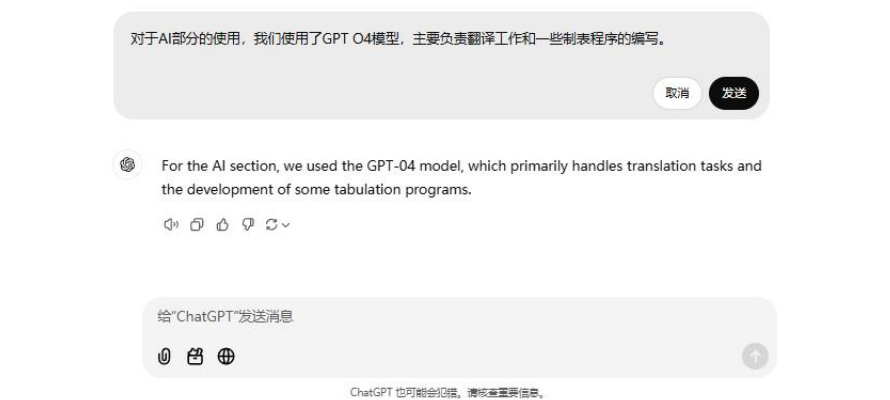 对于AI部分的使用，我们使用了GPT O4模型，主要负责翻译工作和一些制表程序的编写。
取消
发送
For the AI section, we used the GPT-04 model, which primarily handles translation tasks and
the development of some tabulation programs.
给“ChatGPT”发送消息
ChatGPT 也可能会犯错。请核查重要信息。